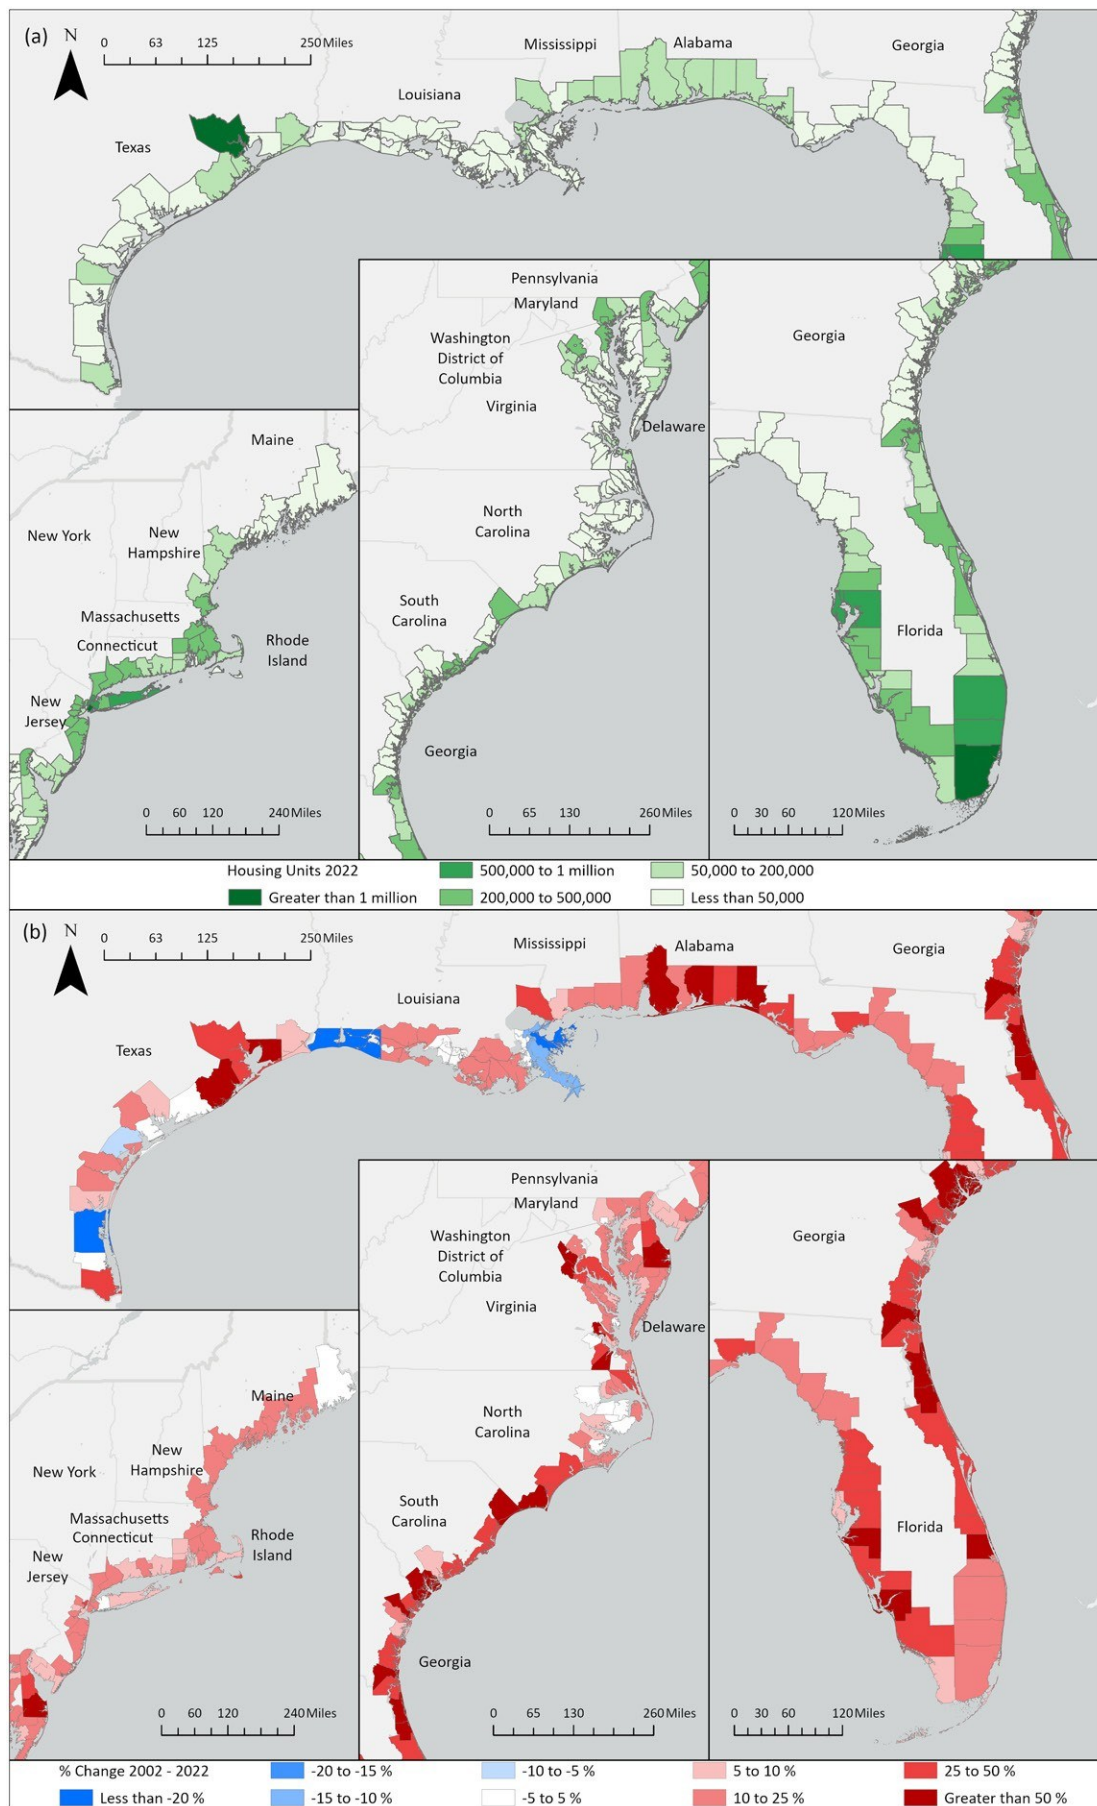 (a)
N
0 63 125 250 Miles
Mississippi
Alabama
Georgia
Louisiana
Texas
Pennsylvania
Maryland
Washington
District of
Columbia
Virginia
Delaware
North
Carolina
South
Carolina
Georgia
0 65 130 260 Miles
Georgia
Florida
0 30 60 120 Miles
Maine
New York
New
Hampshire
Massachusetts
Connecticut
Rhode
Island
New
Jersey
0 60 120 240 Miles
Housing Units 2022
500,000 to 1 million
50,000 to 200,000
Greater than 1 million
200,000 to 500,000
Less than 50,000
(b)
N
0 63 125 250 Miles
Mississippi
Alabama
Georgia
Louisiana
Texas
Pennsylvania
Maryland
Washington
District of
Columbia
Virginia
Delaware
North
Carolina
South
Carolina
Georgia
0 65 130 260 Miles
Georgia
Florida
0 30 60 120 Miles
Maine
New
Hampshire
New York
Massachusetts
Connecticut
Rhode
Island
New
Jersey
0 60 120 240 Miles
% Change 2002 - 2022
-20 to -15 %
-10 to -5 %
5 to 10 %
25 to 50 %
Less than -20 %
-15 to -10 %
-5 to 5 %
10 to 25 %
Greater than 50 %